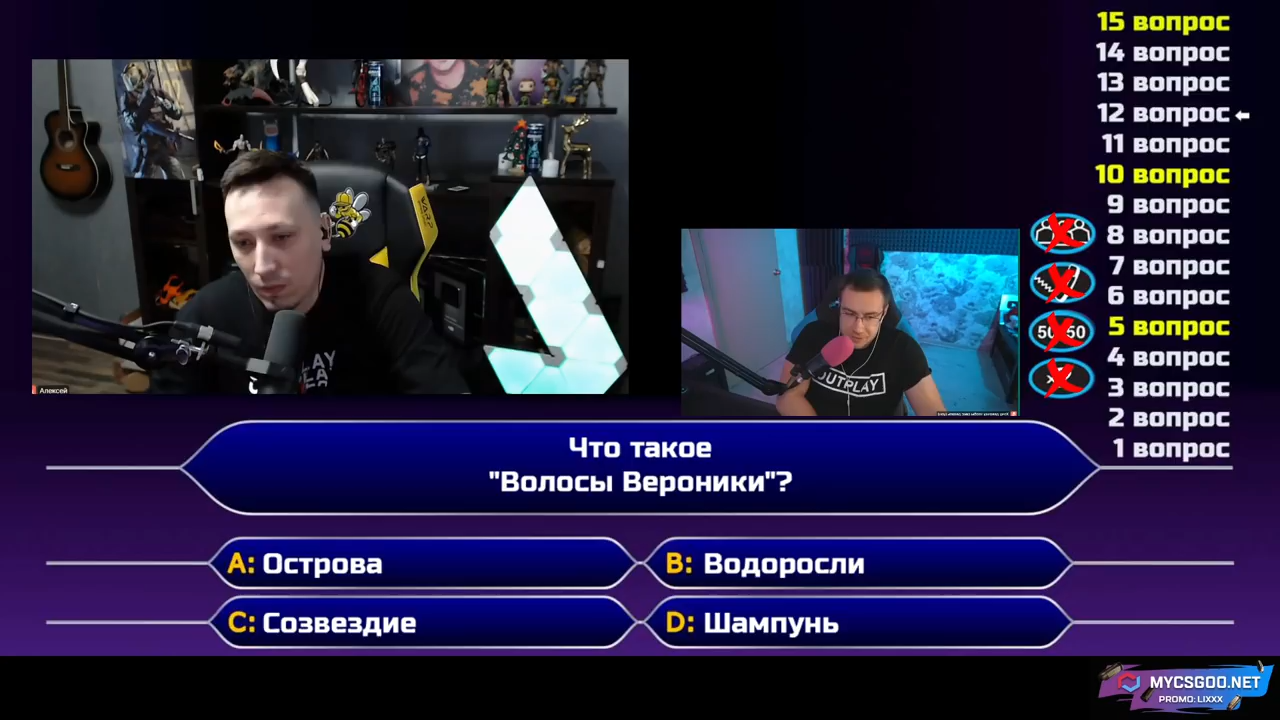 15 вопрос
14 вопрос
13 вопрос
12 вопрос
11 вопрос
10 вопрос
9 вопрос
8 вопрос
7 вопрос
6 вопрос
5 вопрос
4 вопрос
3 вопрос
2 вопрос
1 вопрос
50 50
WARP
Алексей
OUTPLAY
Что такое
"Волосы Вероники"?
A: Острова
B: Водоросли
C: Созвездие
D: Шампунь
MYCSGOO.NET
PROMO: LIXXX